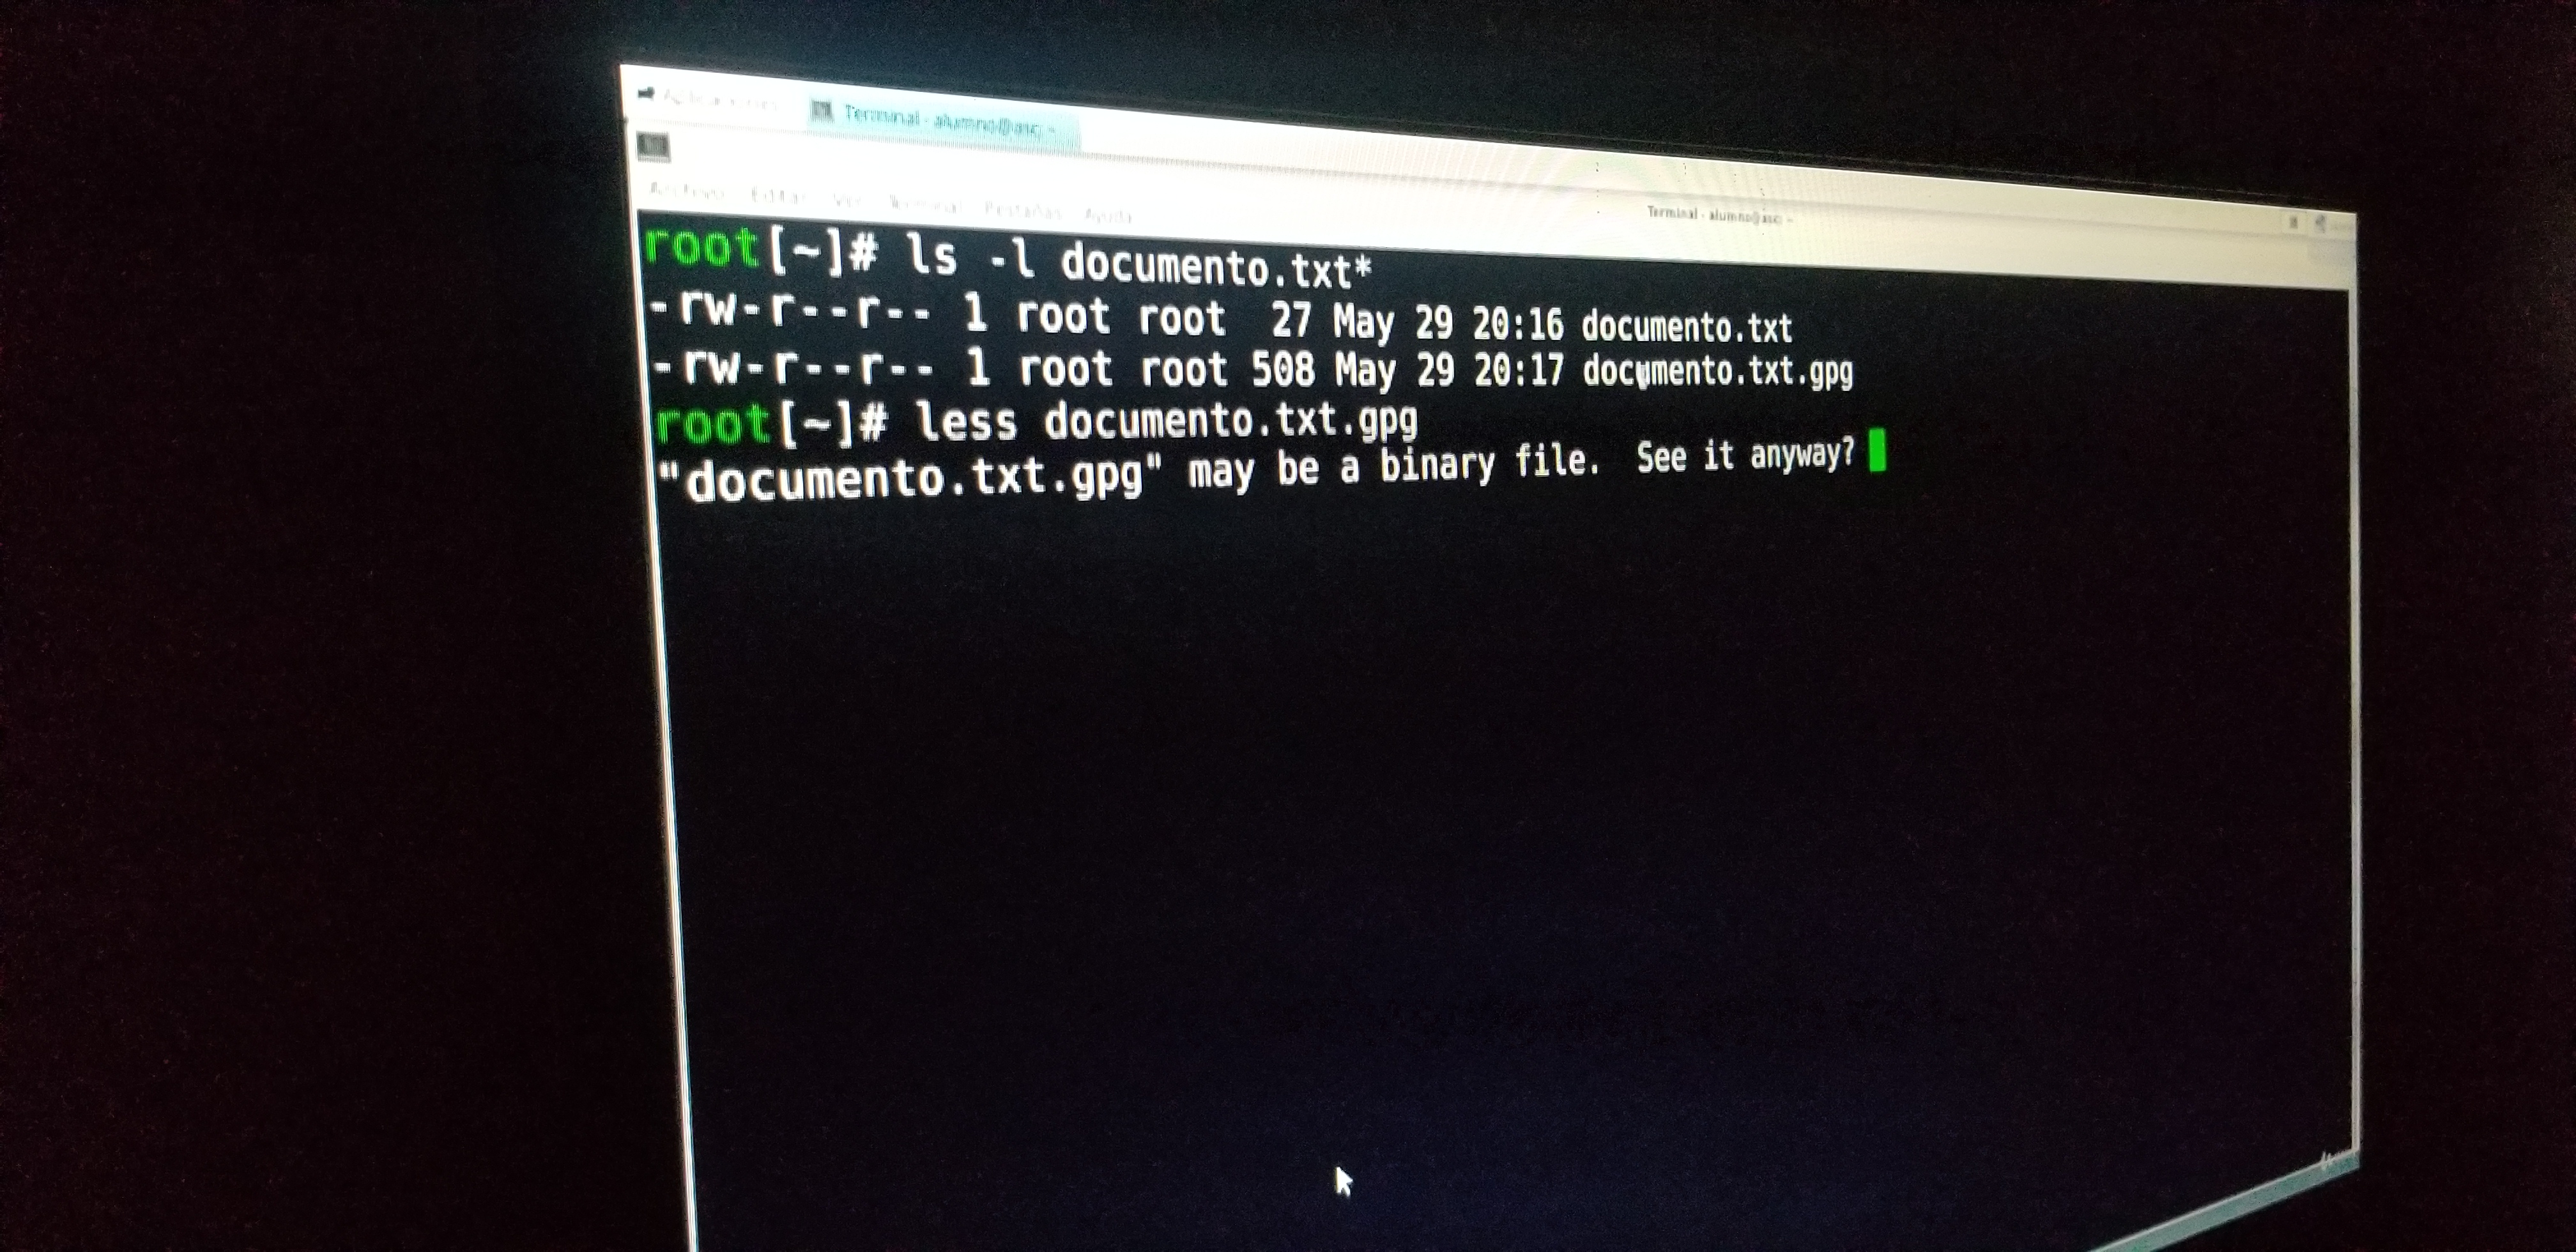 Aplicaciones Terminal - alumno@asc: ~
Archivo Editar Ver Terminal Pestañas Ayuda
Terminal - alumno@asc: ~
root[~]# ls -l documento.txt*
-rw-r--r-- 1 root root  27 May 29 20:16 documento.txt
-rw-r--r-- 1 root root 508 May 29 20:17 documento.txt.gpg
root[~]# less documento.txt.gpg
"documento.txt.gpg" may be a binary file.  See it anyway?